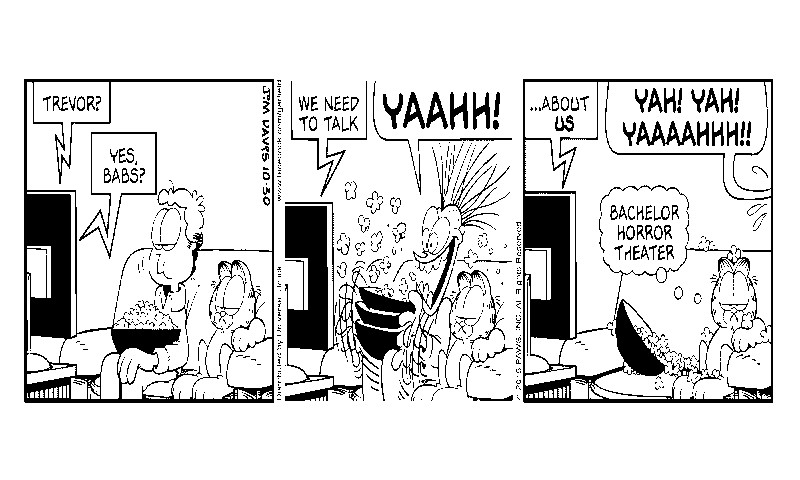 TREVOR?
YES,
BABS?
JPM DAVIS 10-30
WE NEED
TO TALK
YAAHH!
...ABOUT
US
YAH! YAH!
YAAAAHHH!!
BACHELOR
HORROR
THEATER